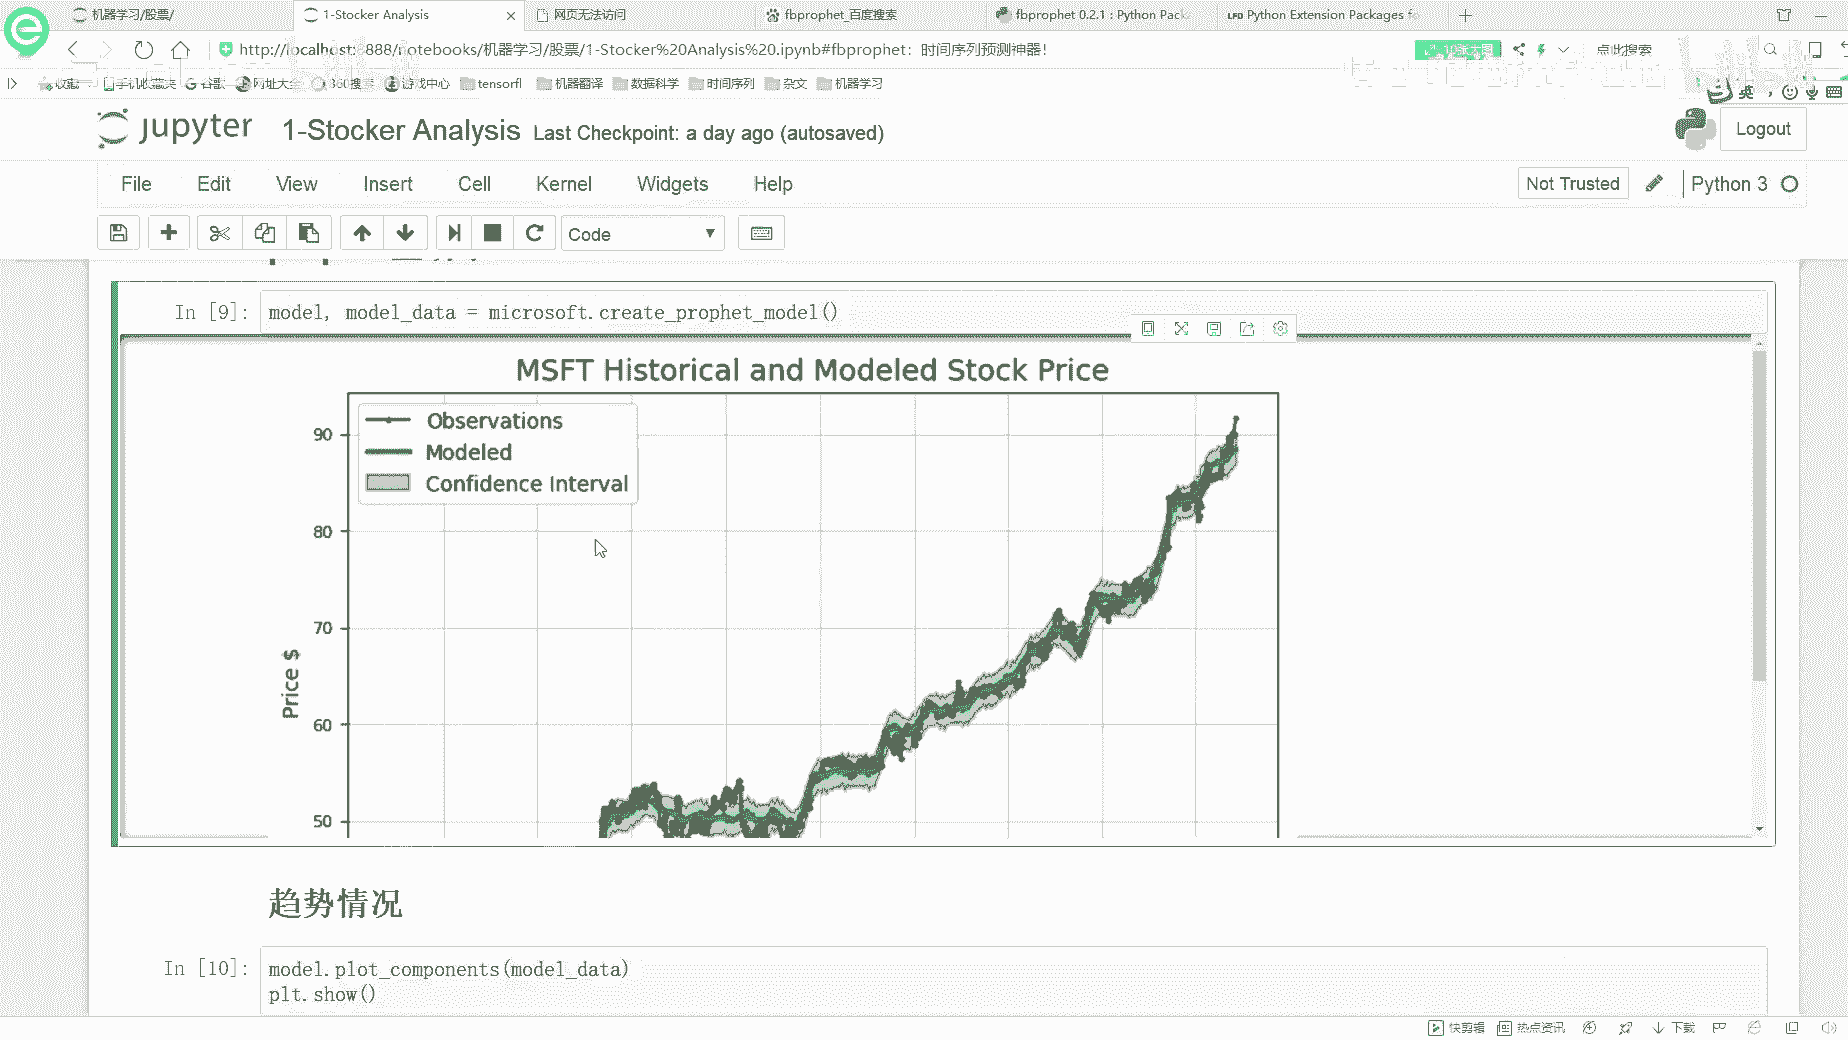 机器学习/股票/
1-Stocker Analysis
网页无法访问
fbprophet_百度搜索
fbprophet 0.2.1 : Python Pack
LFD Python Extension Packages fo
http://localhost:8888/notebooks/机器学习/股票/1-Stocker%20Analysis%20.ipynb#fbprophet：时间序列预测神器！
10张大图
点此搜索
收藏
手机收藏夹
谷歌
网址大全
360搜索
游戏中心
tensorfl
机器翻译
数据科学
时间序列
杂文
机器学习
英
jupyter
1-Stocker Analysis
Last Checkpoint: a day ago (autosaved)
Logout
File
Edit
View
Insert
Cell
Kernel
Widgets
Help
Not Trusted
Python 3
Code
In [9]:
model, model_data = microsoft.create_prophet_model()
MSFT Historical and Modeled Stock Price
Observations
Modeled
Confidence Interval
90
80
70
60
50
Price $
趋势情况
In [10]:
model.plot_components(model_data)
plt.show()
快剪辑
热点资讯
下载